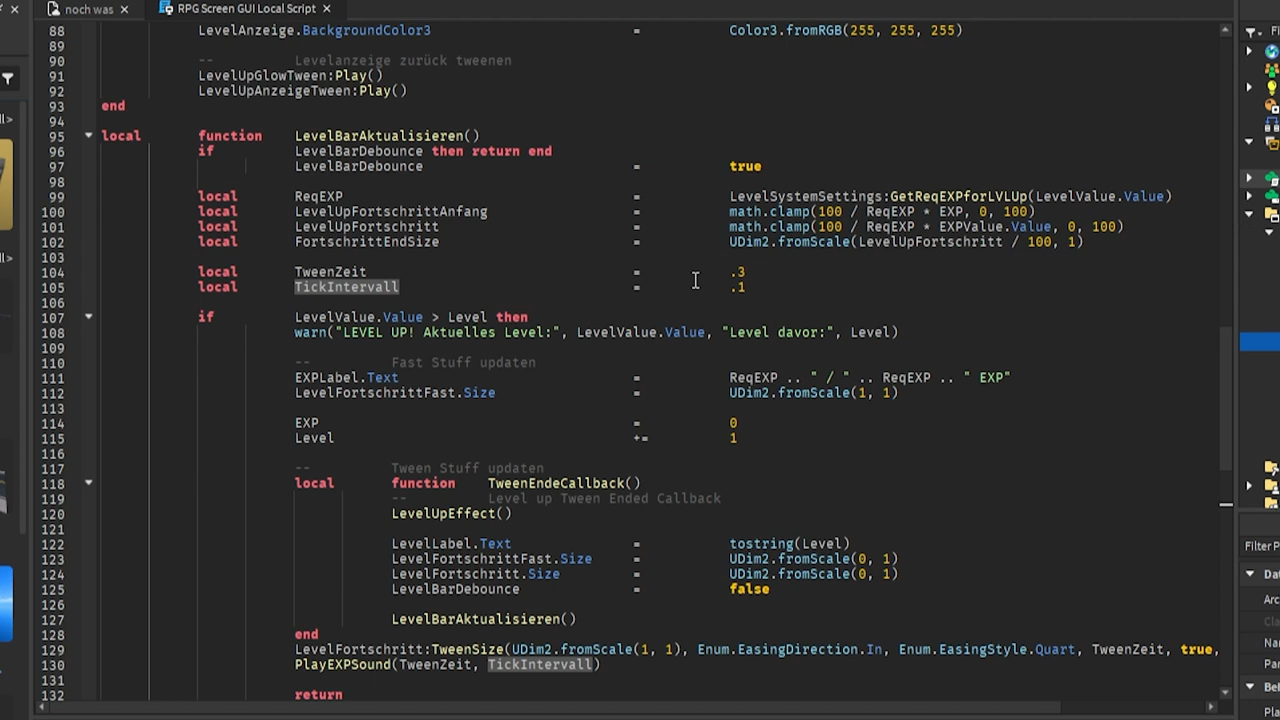 noch was
RPG Screen GUI Local Script
88 LevelAnzeige.BackgroundColor3 = Color3.fromRGB(255, 255, 255)
89
90 -- Levelanzeige zurück tweenen
91 LevelUpGlowTween:Play()
92 LevelUpAnzeigeTween:Play()
93 end
94
95 local function LevelBarAktualisieren()
96 if LevelBarDebounce then return end
97 LevelBarDebounce = true
98
99 local ReqEXP = LevelSystemSettings:GetReqEXPforLVLUp(LevelValue.Value)
100 local LevelUpFortschrittAnfang = math.clamp(100 / ReqEXP * EXP, 0, 100)
101 local LevelUpFortschritt = math.clamp(100 / ReqEXP * EXPValue.Value, 0, 100)
102 local FortschrittEndSize = UDim2.fromScale(LevelUpFortschritt / 100, 1)
103
104 local TweenZeit = .3
105 local TickIntervall = .1
106
107 if LevelValue.Value > Level then
108 warn("LEVEL UP! Aktuelles Level:", LevelValue.Value, "Level davor:", Level)
109
110 -- Fast Stuff updaten
111 EXPLabel.Text = ReqEXP .. " / " .. ReqEXP .. " EXP"
112 LevelFortschrittFast.Size = UDim2.fromScale(1, 1)
113
114 EXP = 0
115 Level += 1
116
117 -- Tween Stuff updaten
118 local function TweenEndeCallback()
119 -- Level up Tween Ended Callback
120 LevelUpEffect()
121
122 LevelLabel.Text = tostring(Level)
123 LevelFortschrittFast.Size = UDim2.fromScale(0, 1)
124 LevelFortschritt.Size = UDim2.fromScale(0, 1)
125 LevelBarDebounce = false
126
127 LevelBarAktualisieren()
128 end
129 LevelFortschritt:TweenSize(UDim2.fromScale(1, 1), Enum.EasingDirection.In, Enum.EasingStyle.Quart, TweenZeit, true,
130 PlayEXPSound(TweenZeit, TickIntervall)
131
132 return
Filter P